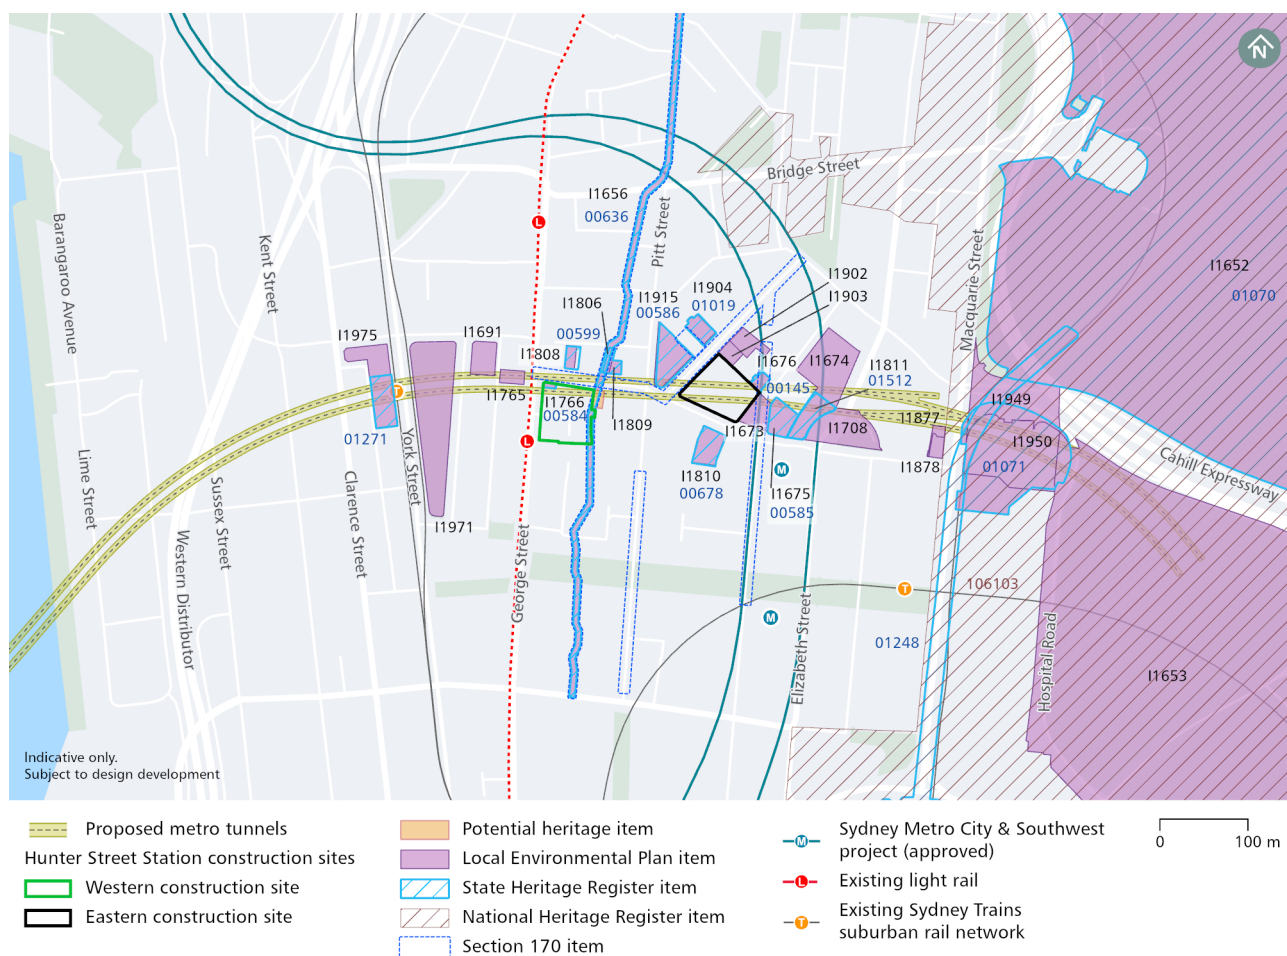 N
Bridge Street
I1656
00636
Pitt Street
Barangaroo Avenue
Kent Street
Macquarie Street
I1652
01070
I1902
I1903
I1904
01019
I1915
00586
I1806
00599
I1975
I1691
I1808
I1676
00145
I1674
I1811
01512
I1765
I1766
00584
I1809
I1673
I1708
I1877
I1949
I1950
01071
I1878
01271
York Street
I1810
00678
M
I1675
00585
Cahill Expressway
L
L
T
Lime Street
Sussex Street
Clarence Street
I1971
George Street
Western Distributor
T
106103
M
Elizabeth Street
01248
Hospital Road
I1653
Indicative only.
Subject to design development
Proposed metro tunnels
Hunter Street Station construction sites
Western construction site
Eastern construction site
Potential heritage item
Local Environmental Plan item
State Heritage Register item
National Heritage Register item
Section 170 item
M
Sydney Metro City & Southwest
project (approved)
L
Existing light rail
T
Existing Sydney Trains
suburban rail network
0 100 m